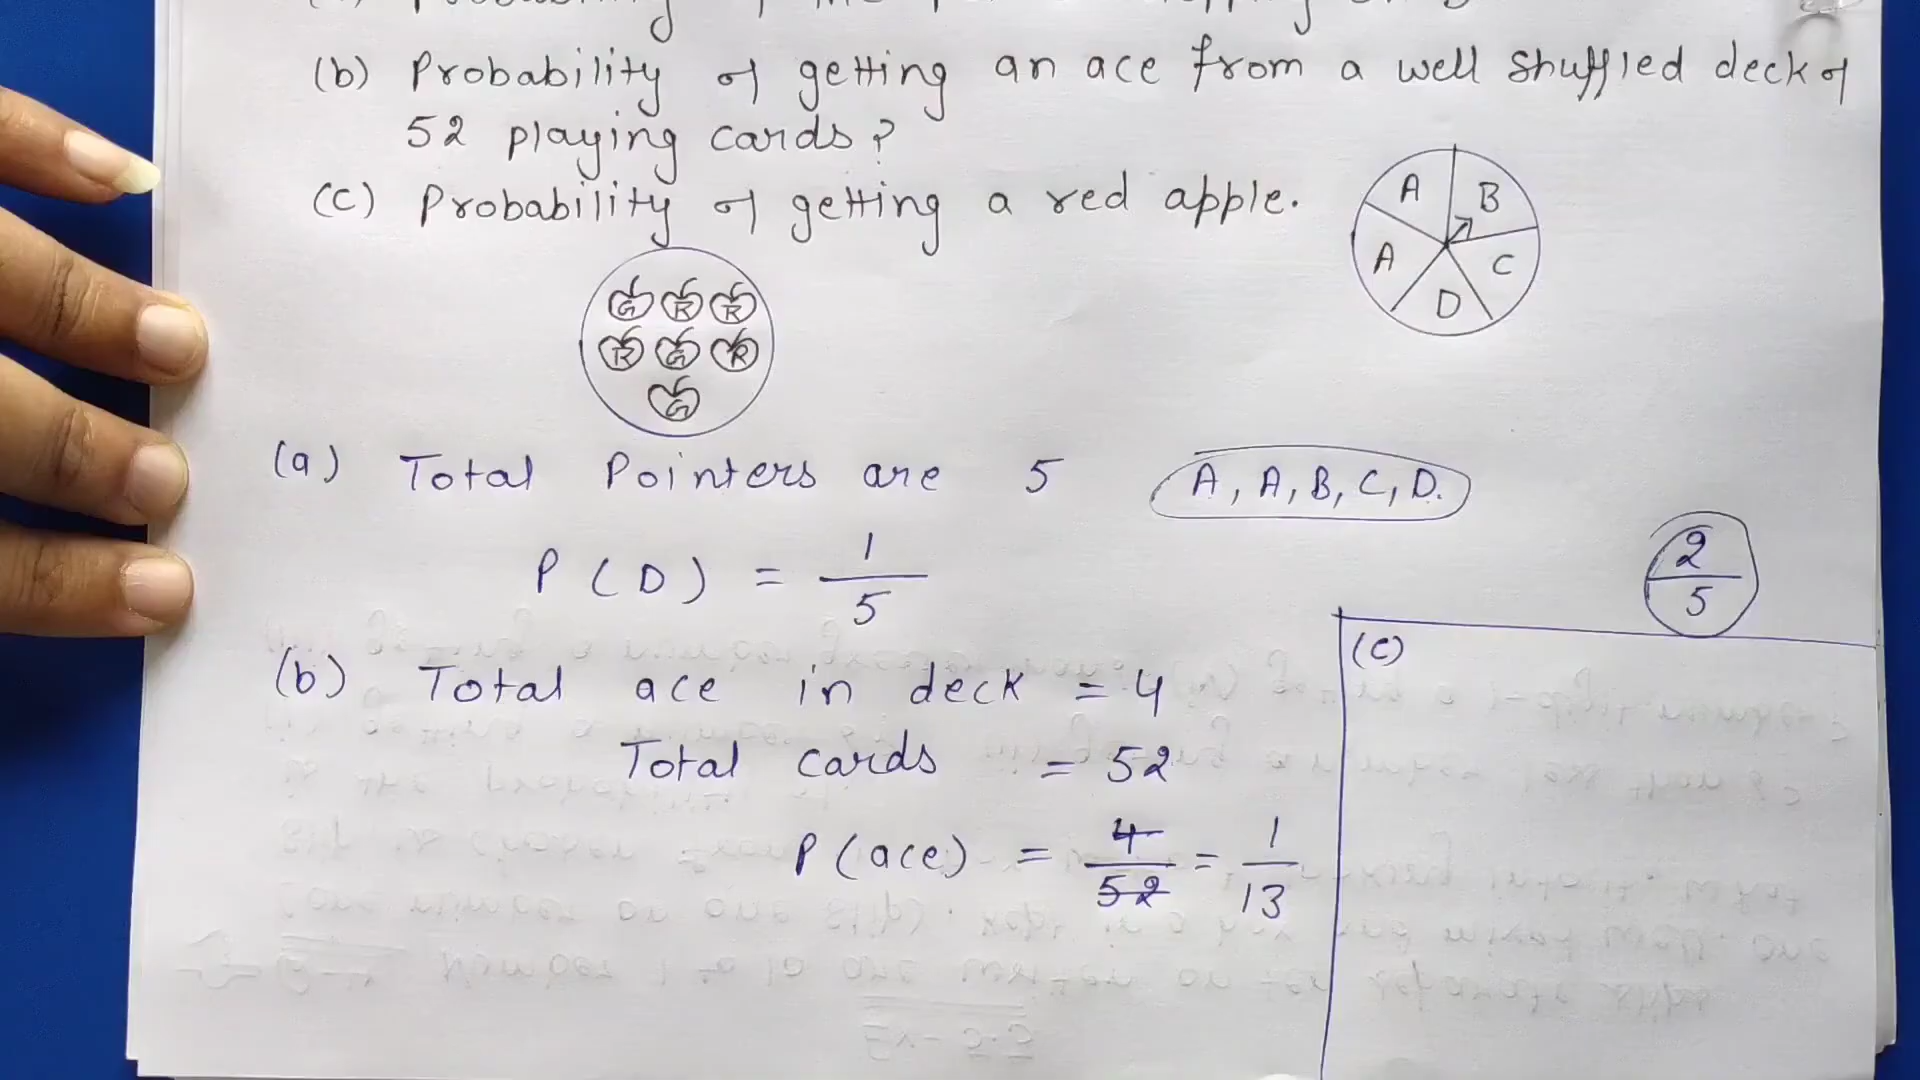 (b) Probability of getting an ace from a well shuffled deck of
52 playing cards?
(c) Probability of getting a red apple.
A B
A C
D
G R R
R G R
G
(a) Total Pointers are 5 A, A, B, C, D.
P(D) = 1/5
2/5
(b) Total ace in deck = 4
Total cards = 52
P(ace) = 4/52 = 1/13
(c)